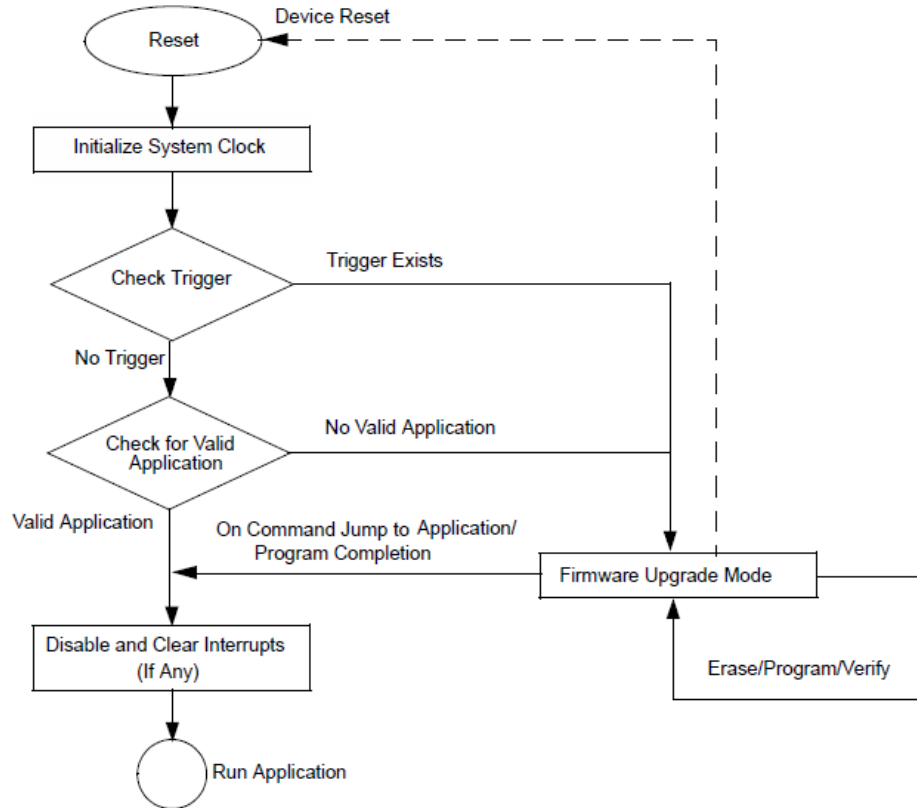 Device Reset
Reset
Initialize System Clock
Check Trigger
Trigger Exists
No Trigger
Check for Valid
Application
No Valid Application
Valid Application
On Command Jump to Application/
Program Completion
Firmware Upgrade Mode
Disable and Clear Interrupts
(If Any)
Erase/Program/Verify
Run Application